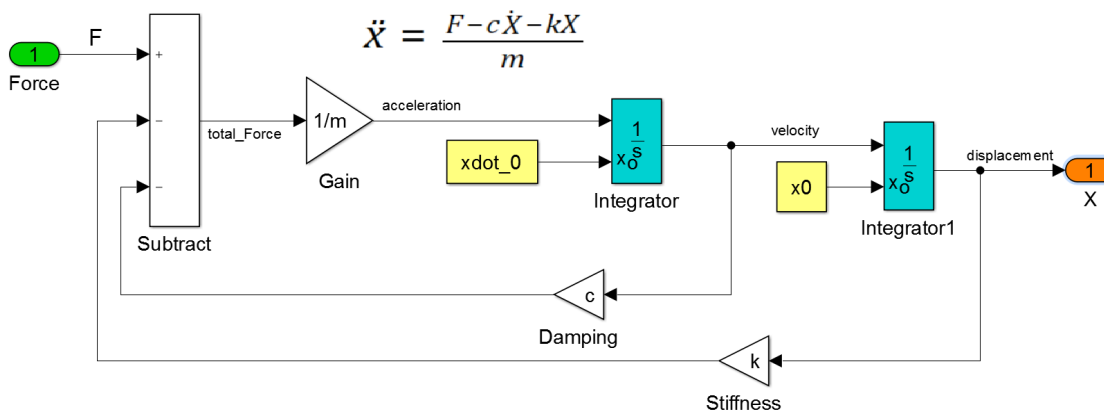 Ẍ = (F−cẊ−kX)/m
1
F
Force
+
−
−
Subtract
total_Force
1/m
Gain
acceleration
xdot_0
1
s
xo
Integrator
velocity
x0
1
s
xo
Integrator1
displacement
1
X
c
Damping
k
Stiffness